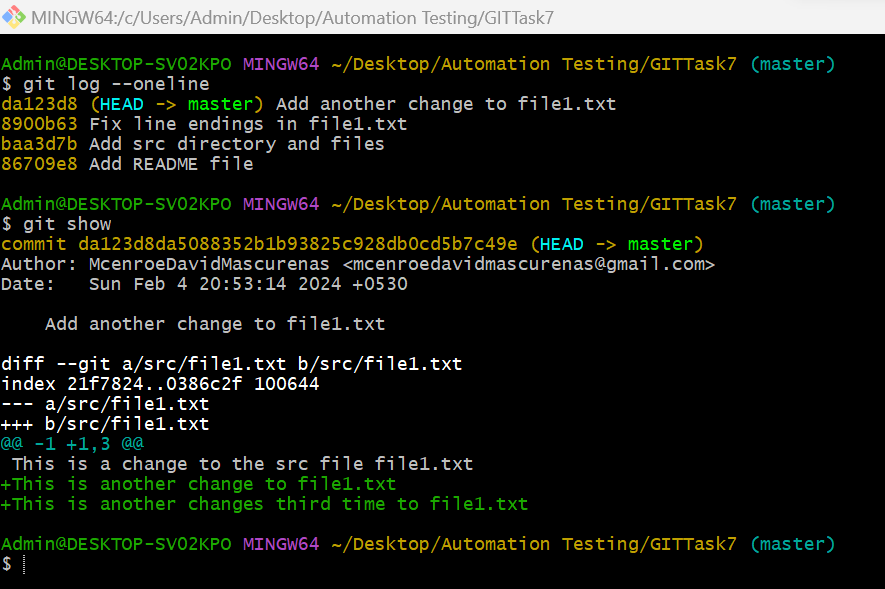 MINGW64:/c/Users/Admin/Desktop/Automation Testing/GITTask7
Admin@DESKTOP-SV02KPO MINGW64 ~/Desktop/Automation Testing/GITTask7 (master)
$ git log --oneline
da123d8 (HEAD -> master) Add another change to file1.txt
8900b63 Fix line endings in file1.txt
baa3d7b Add src directory and files
86709e8 Add README file
Admin@DESKTOP-SV02KPO MINGW64 ~/Desktop/Automation Testing/GITTask7 (master)
$ git show
commit da123d8da5088352b1b93825c928db0cd5b7c49e (HEAD -> master)
Author: McenroeDavidMascurenas <mcenroedavidmascurenas@gmail.com>
Date:   Sun Feb 4 20:53:14 2024 +0530
    Add another change to file1.txt
diff --git a/src/file1.txt b/src/file1.txt
index 21f7824..0386c2f 100644
--- a/src/file1.txt
+++ b/src/file1.txt
@@ -1 +1,3 @@
 This is a change to the src file file1.txt
+This is another change to file1.txt
+This is another changes third time to file1.txt
Admin@DESKTOP-SV02KPO MINGW64 ~/Desktop/Automation Testing/GITTask7 (master)
$